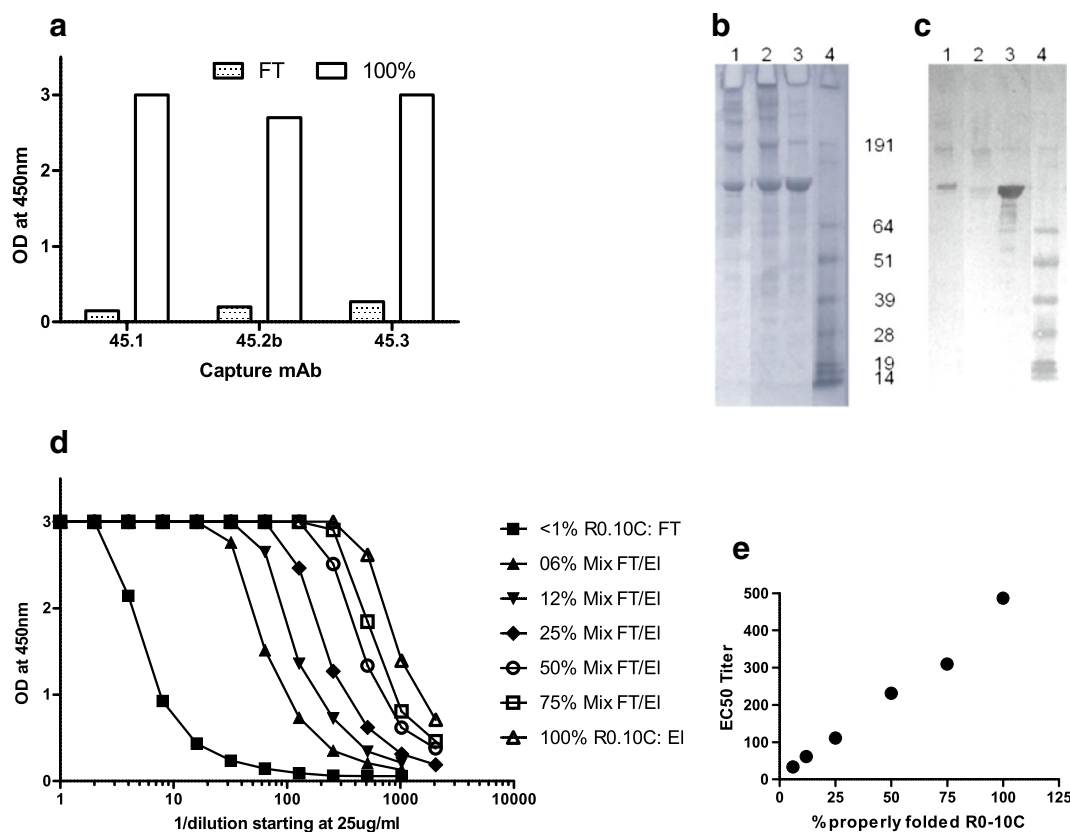 a
FT 100%
3
2
1
0
OD at 450nm
45.1 45.2b 45.3
Capture mAb
b
1 2 3 4
191
64
51
39
28
19
14
c
1 2 3 4
d
3
2
1
0
OD at 450nm
1 10 100 1000 10000
1/dilution starting at 25ug/ml
<1% R0.10C: FT
06% Mix FT/El
12% Mix FT/El
25% Mix FT/El
50% Mix FT/El
75% Mix FT/El
100% R0.10C: El
e
500
400
300
200
100
0
EC50 Titer
0 25 50 75 100 125
% properly folded R0-10C